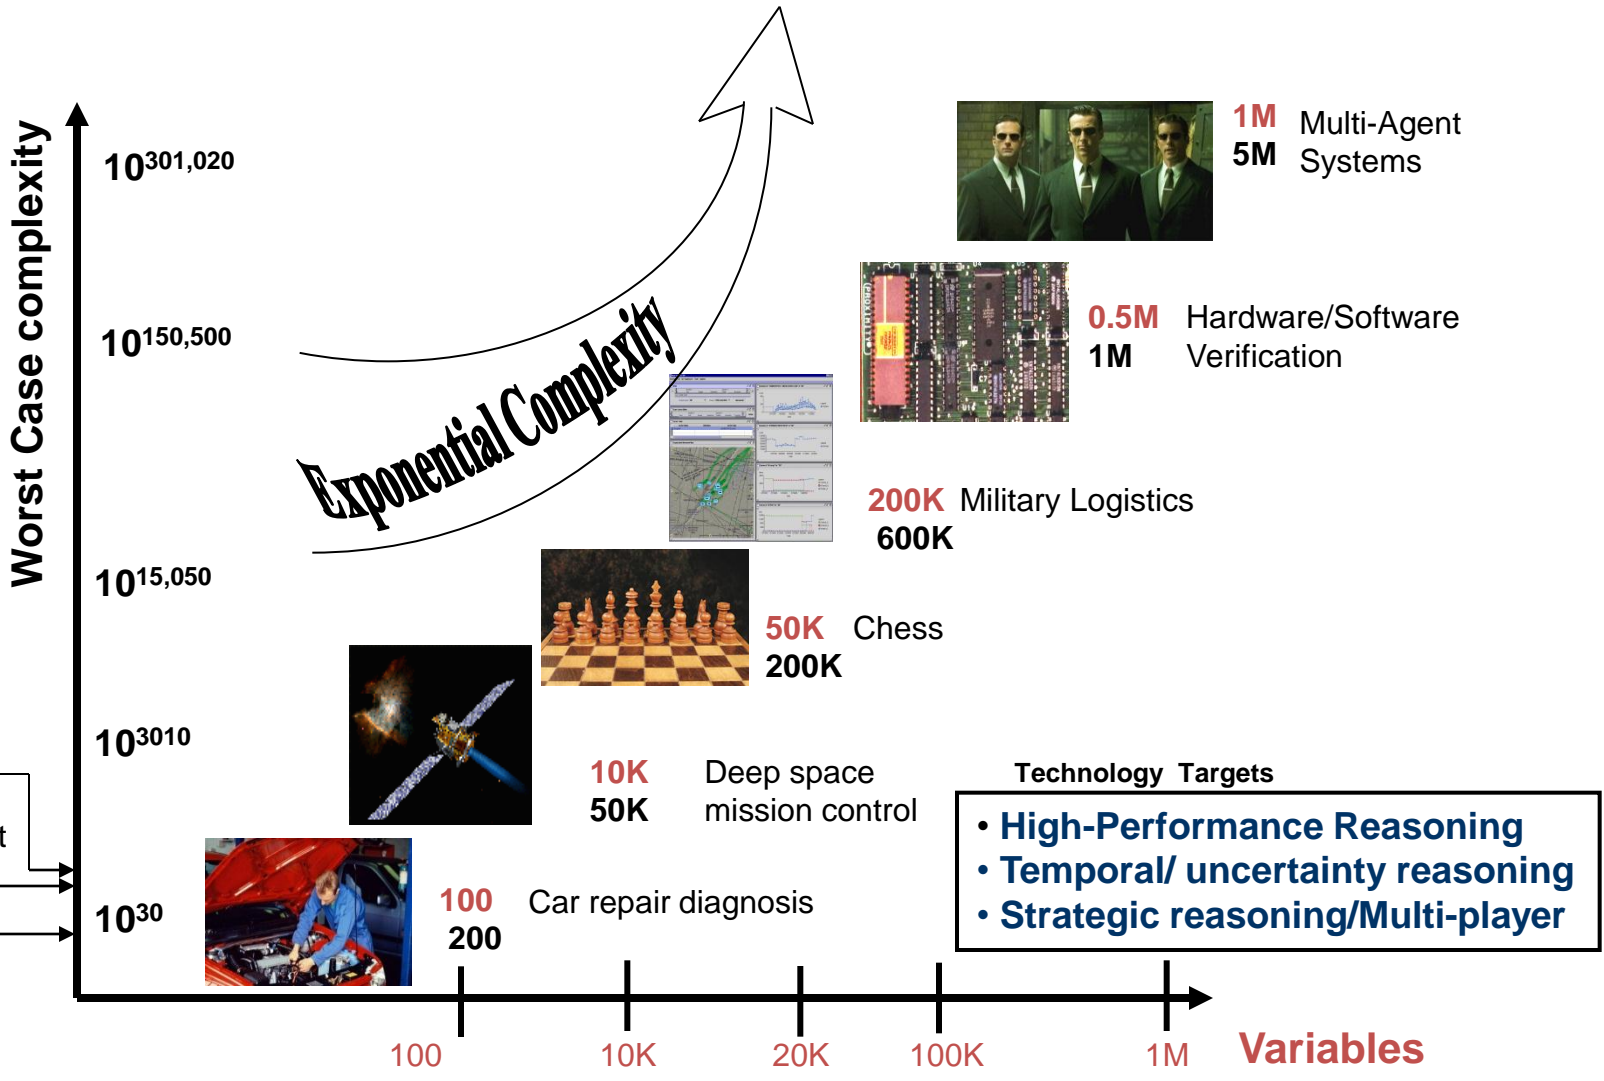 Worst Case complexity
10301,020
10150,500
1015,050
103010
1030
Exponential Complexity
1M Multi-Agent
5M Systems
0.5M Hardware/Software
1M Verification
200K Military Logistics
600K
50K Chess
200K
10K Deep space
50K mission control
100 Car repair diagnosis
200
Technology Targets
• High-Performance Reasoning
• Temporal/ uncertainty reasoning
• Strategic reasoning/Multi-player
t
100 10K 20K 100K 1M Variables